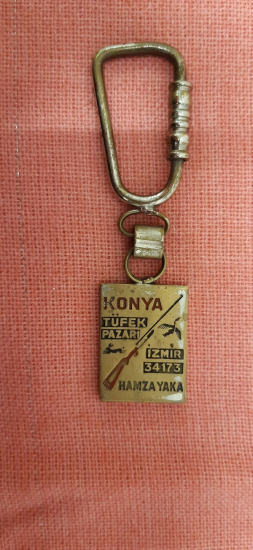 KONYA
TÜFEK
PAZARI
İZMİR
34173
HAMZA YAKA